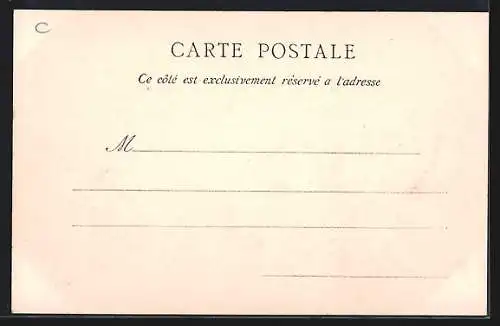 C
CARTE POSTALE
Ce côté est exclusivement réservé a l'adresse
M